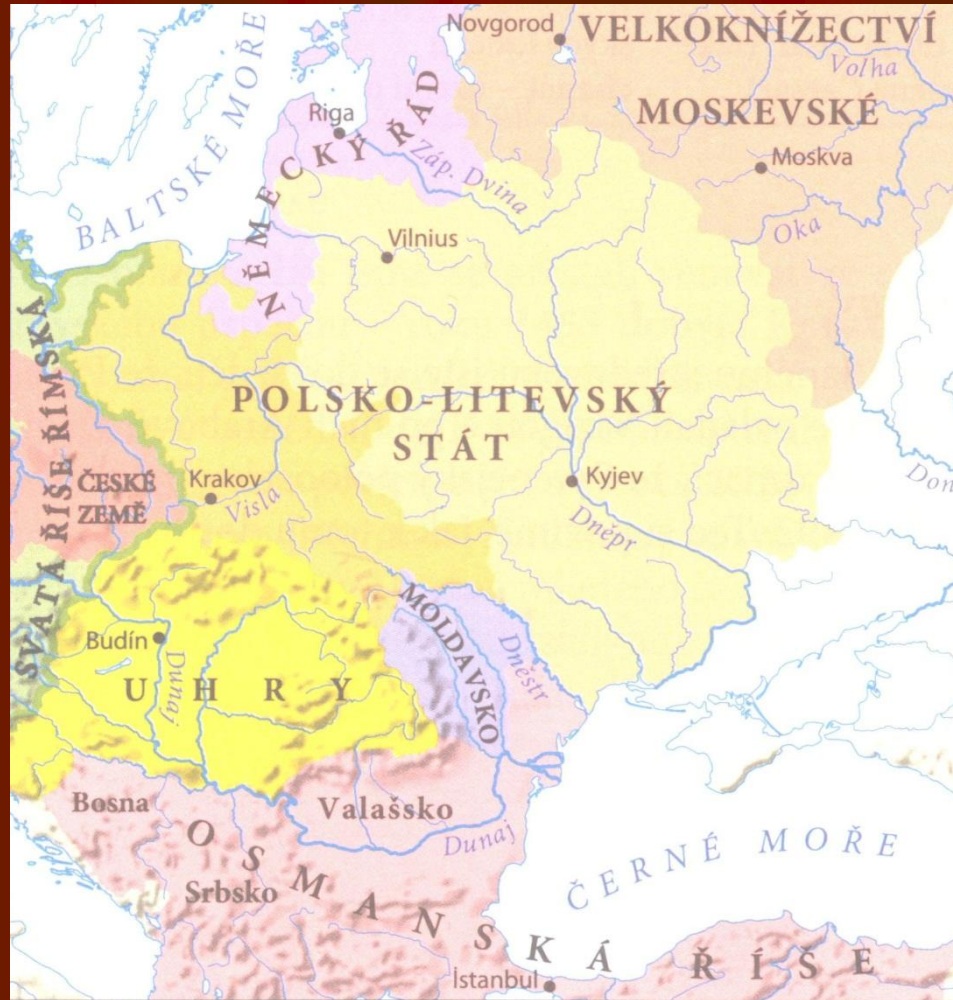 Novgorod
VELKOKNÍŽECTVÍ
MOSKEVSKÉ
Volha
Moskva
Oka
BALTSKÉ MOŘE
Riga
NĚMECKÝ ŘÁD
Záp. Dvina
Vilnius
POLSKO-LITEVSKÝ
STÁT
SVATÁ ŘÍŠE ŘÍMSKÁ
ČESKÉ
ZEMĚ
Krakov
Visla
Kyjev
Dněpr
Don
MOLDAVSKO
Dněstr
Budín
Dunaj
UHRY
Bosna
Valašsko
Dunaj
Srbsko
OSMANSKÁ ŘÍŠE
ČERNÉ MOŘE
İstanbul